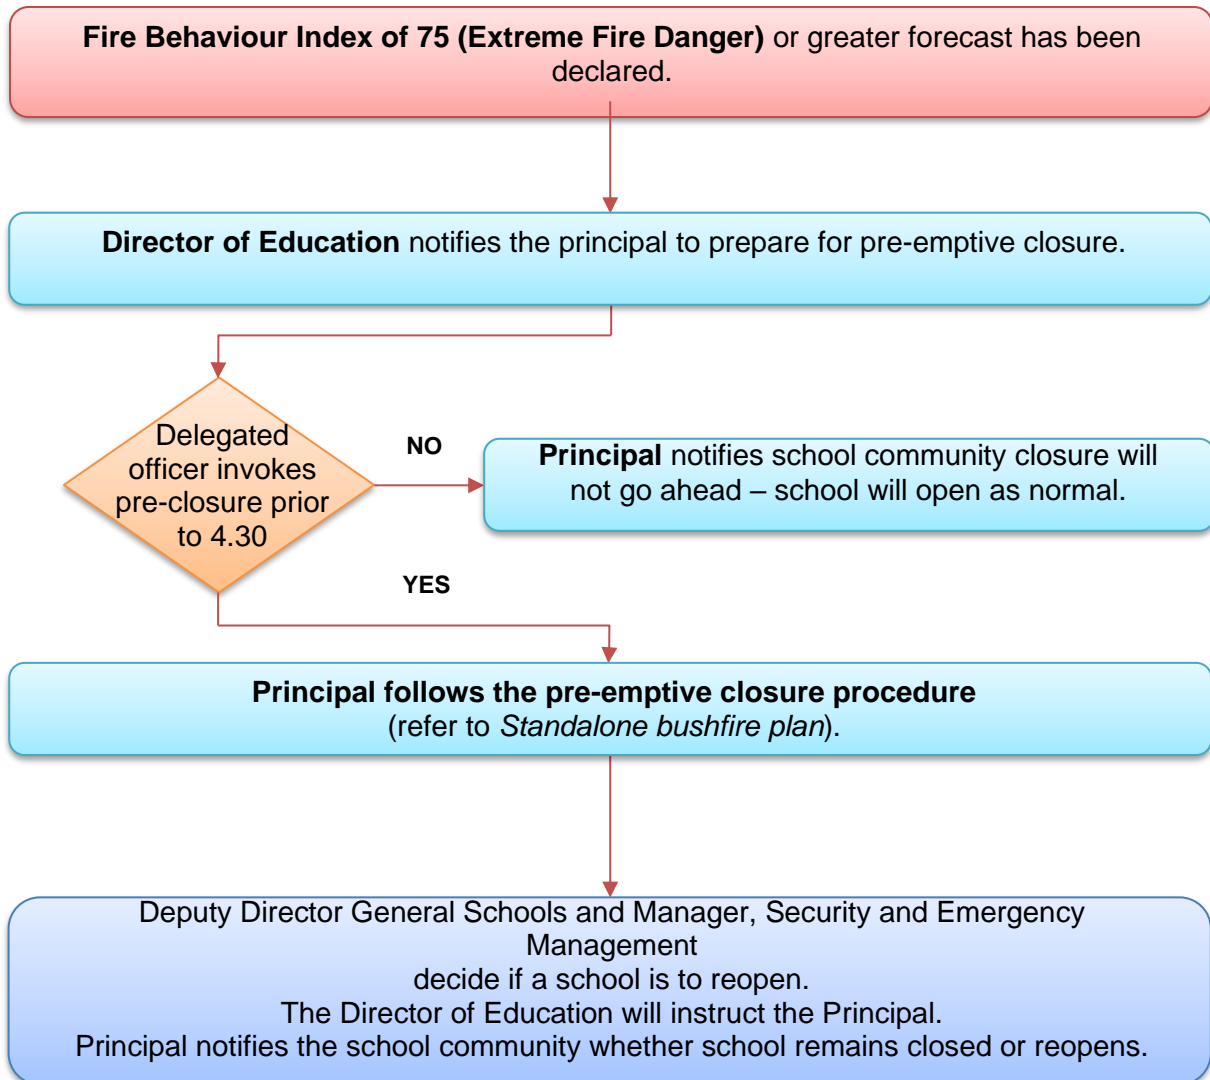 Fire Behaviour Index of 75 (Extreme Fire Danger) or greater forecast has been
declared.
Director of Education notifies the principal to prepare for pre-emptive closure.
Delegated
officer invokes
pre-closure prior
to 4.30
NO
Principal notifies school community closure will
not go ahead – school will open as normal.
YES
Principal follows the pre-emptive closure procedure
(refer to Standalone bushfire plan).
Deputy Director General Schools and Manager, Security and Emergency
Management
decide if a school is to reopen.
The Director of Education will instruct the Principal.
Principal notifies the school community whether school remains closed or reopens.